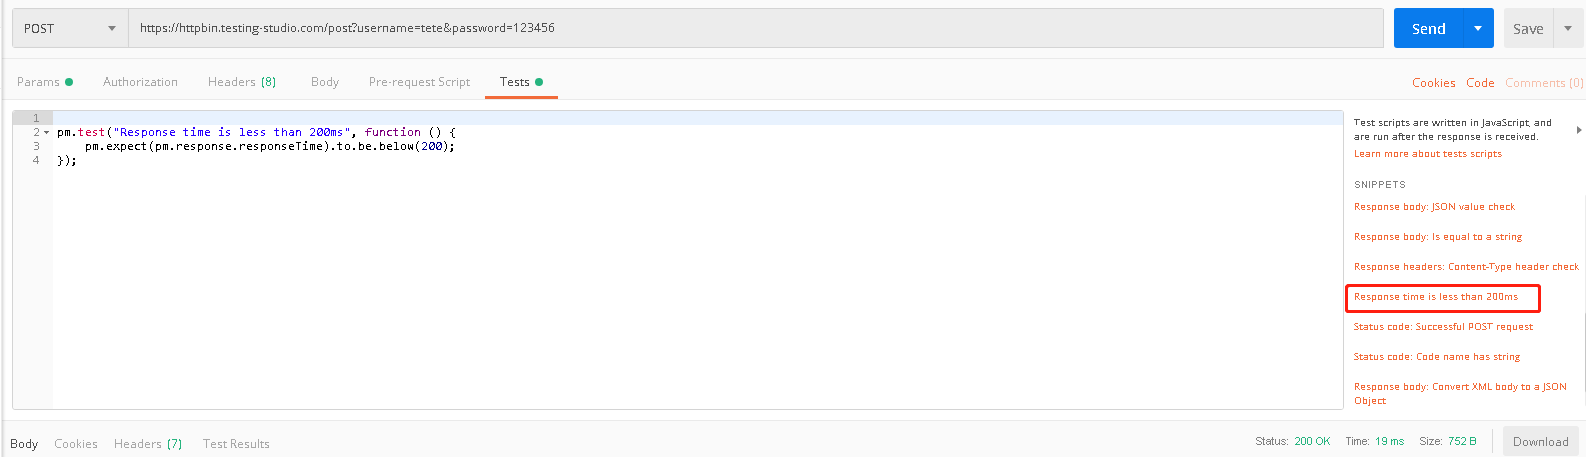 POST https://httpbin.testing-studio.com/post?username=tete&password=123456 Send Save
Params Authorization Headers (8) Body Pre-request Script Tests Cookies Code Comments (0)
1
2 pm.test("Response time is less than 200ms", function () {
3 pm.expect(pm.response.responseTime).to.be.below(200);
4 });
Test scripts are written in JavaScript, and
are run after the response is received.
Learn more about tests scripts
SNIPPETS
Response body: JSON value check
Response body: Is equal to a string
Response headers: Content-Type header check
Response time is less than 200ms
Status code: Successful POST request
Status code: Code name has string
Response body: Convert XML body to a JSON
Object
Body Cookies Headers (7) Test Results Status: 200 OK Time: 19 ms Size: 752 B Download